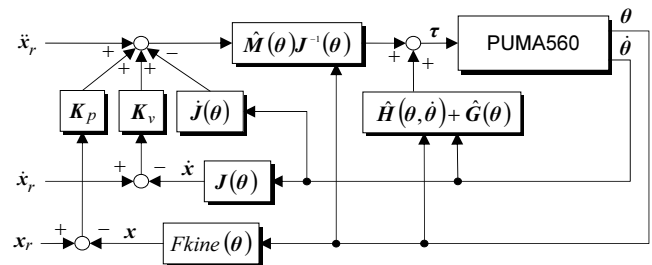 θ
ẍ_r + + + − M̂(θ)J⁻¹(θ) + + τ PUMA560 θ̇
K_p K_v J̇(θ) Ĥ(θ,θ̇)+Ĝ(θ)
ẋ_r + − ẋ J(θ)
x_r + − x Fkine(θ)